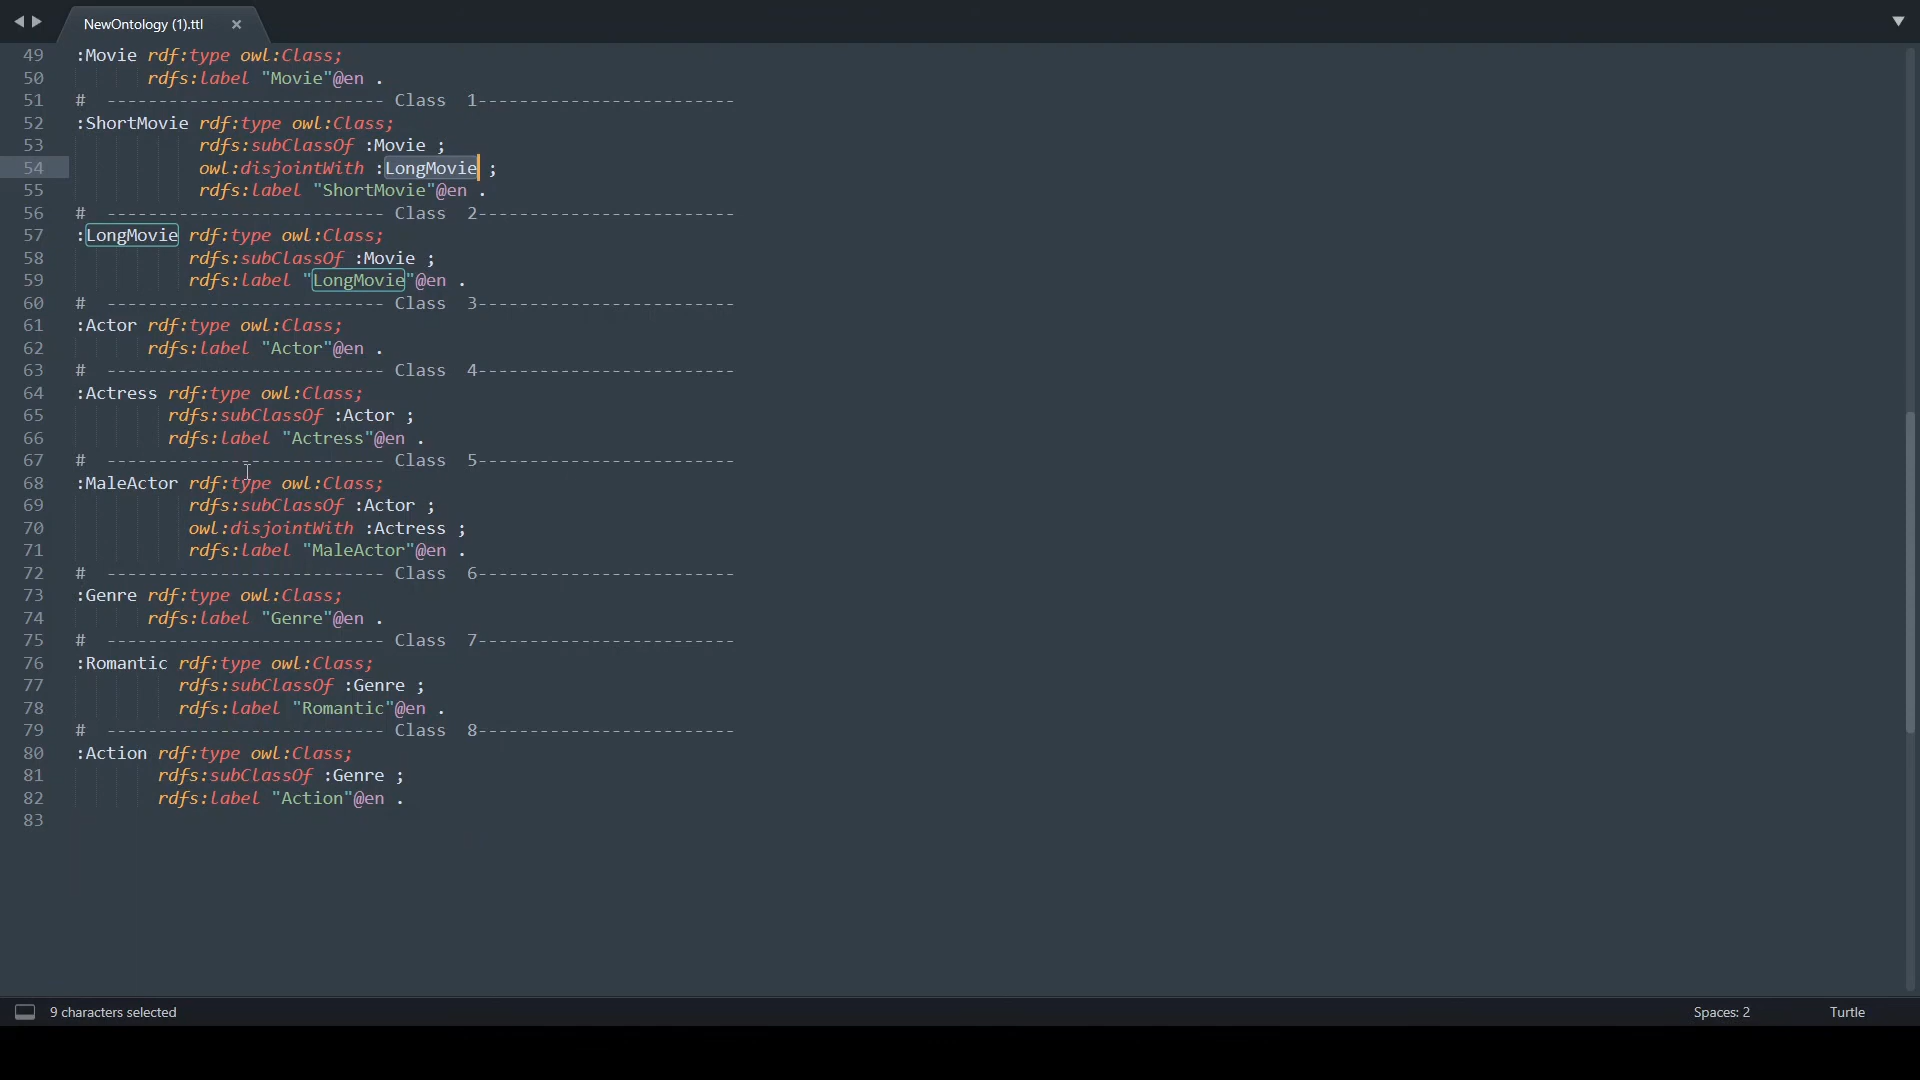 NewOntology (1).ttl
49 :Movie rdf:type owl:Class;
50 rdfs:label "Movie"@en .
51 # --------------------------- Class 1-------------------------
52 :ShortMovie rdf:type owl:Class;
53 rdfs:subClassOf :Movie ;
54 owl:disjointWith :LongMovie ;
55 rdfs:label "ShortMovie"@en .
56 # --------------------------- Class 2-------------------------
57 :LongMovie rdf:type owl:Class;
58 rdfs:subClassOf :Movie ;
59 rdfs:label "LongMovie"@en .
60 # --------------------------- Class 3-------------------------
61 :Actor rdf:type owl:Class;
62 rdfs:label "Actor"@en .
63 # --------------------------- Class 4-------------------------
64 :Actress rdf:type owl:Class;
65 rdfs:subClassOf :Actor ;
66 rdfs:label "Actress"@en .
67 # --------------------------- Class 5-------------------------
68 :MaleActor rdf:type owl:Class;
69 rdfs:subClassOf :Actor ;
70 owl:disjointWith :Actress ;
71 rdfs:label "MaleActor"@en .
72 # --------------------------- Class 6-------------------------
73 :Genre rdf:type owl:Class;
74 rdfs:label "Genre"@en .
75 # --------------------------- Class 7-------------------------
76 :Romantic rdf:type owl:Class;
77 rdfs:subClassOf :Genre ;
78 rdfs:label "Romantic"@en .
79 # --------------------------- Class 8-------------------------
80 :Action rdf:type owl:Class;
81 rdfs:subClassOf :Genre ;
82 rdfs:label "Action"@en .
83
9 characters selected Spaces: 2 Turtle